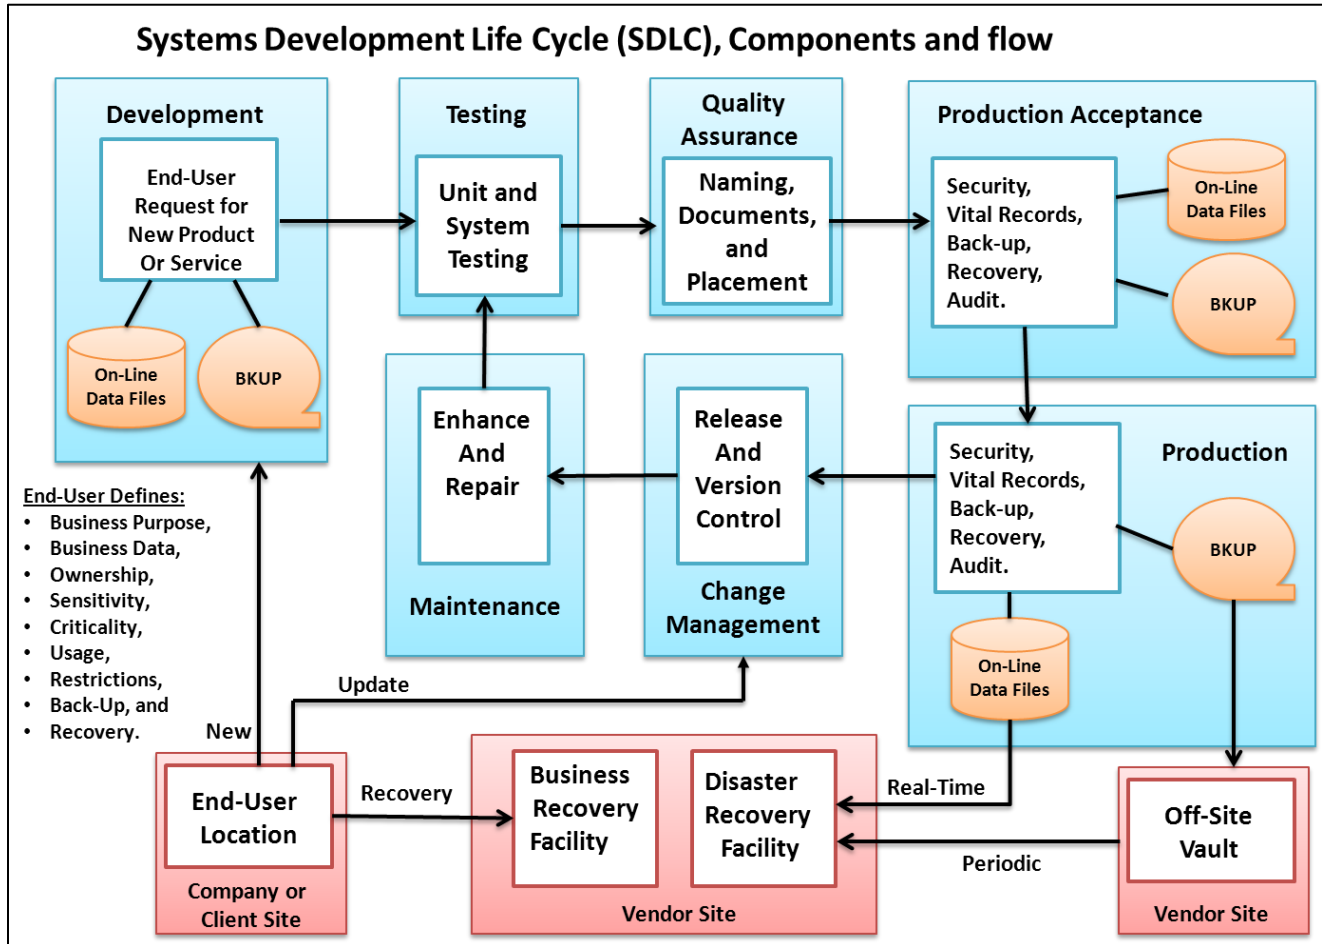 Systems Development Life Cycle (SDLC), Components and flow
Development
End-User
Request for
New Product
Or Service
On-Line
Data Files
BKUP
Testing
Unit and
System
Testing
Quality
Assurance
Naming,
Documents,
and
Placement
Production Acceptance
Security,
Vital Records,
Back-up,
Recovery,
Audit.
On-Line
Data Files
BKUP
Enhance
And
Repair
Maintenance
Release
And
Version
Control
Change
Management
Production
Security,
Vital Records,
Back-up,
Recovery,
Audit.
BKUP
On-Line
Data Files
End-User Defines:
• Business Purpose,
• Business Data,
• Ownership,
• Sensitivity,
• Criticality,
• Usage,
• Restrictions,
• Back-Up, and
• Recovery.
New
Update
End-User
Location
Company or
Client Site
Recovery
Business
Recovery
Facility
Disaster
Recovery
Facility
Vendor Site
Real-Time
Periodic
Off-Site
Vault
Vendor Site